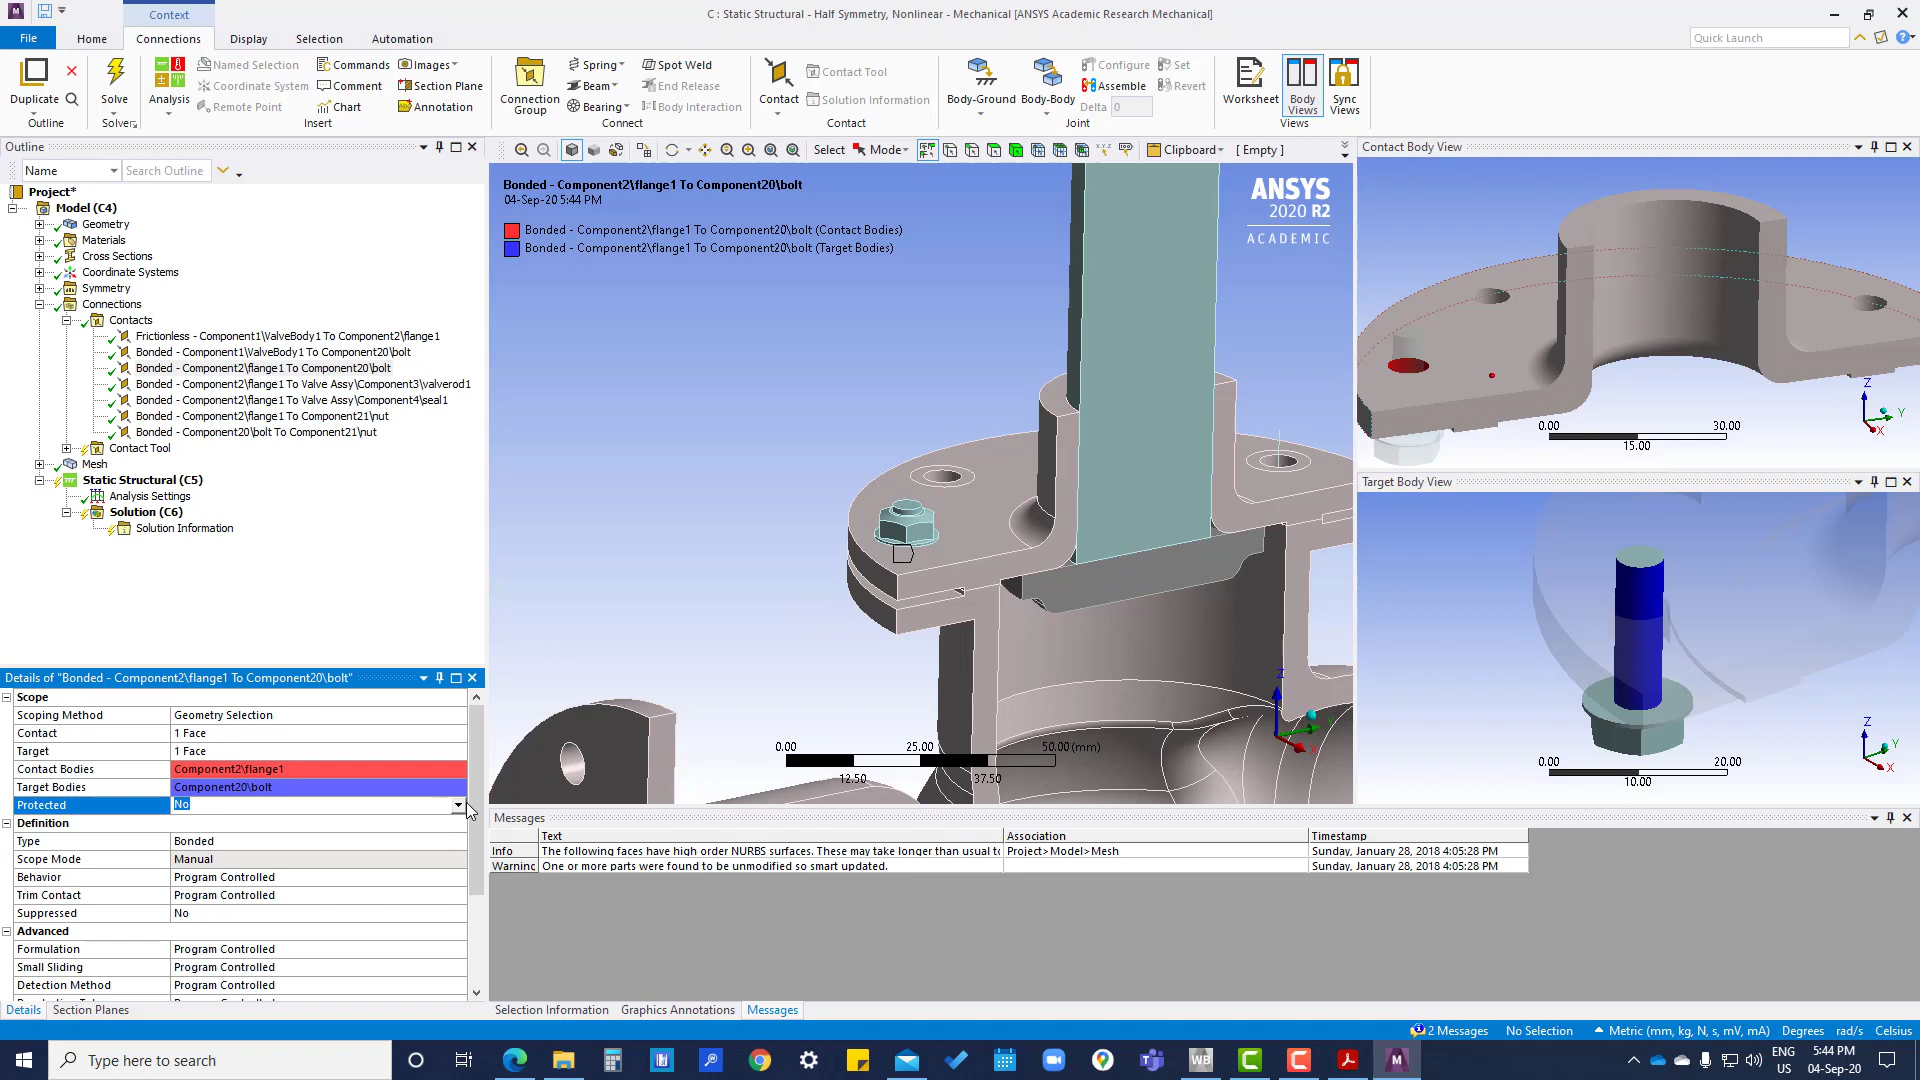 Context
C : Static Structural - Half Symmetry, Nonlinear - Mechanical [ANSYS Academic Research Mechanical]
File
Home
Connections
Display
Selection
Automation
Quick Launch
Duplicate
Outline
Solve
Solver
Analysis
Named Selection
Coordinate System
Remote Point
Commands
Comment
Chart
Images
Section Plane
Annotation
Insert
Connection Group
Spring
Beam
Bearing
Spot Weld
End Release
Body Interaction
Connect
Contact
Contact Tool
Solution Information
Contact
Body-Ground
Body-Body
Configure
Set
Assemble
Revert
Delta 0
Joint
Worksheet
Body Views
Sync Views
Views
Outline
Name
Search Outline
Project*
Model (C4)
Geometry
Materials
Cross Sections
Coordinate Systems
Symmetry
Connections
Contacts
Frictionless - Component1\ValveBody1 To Component2\flange1
Bonded - Component1\ValveBody1 To Component20\bolt
Bonded - Component2\flange1 To Component20\bolt
Bonded - Component2\flange1 To Valve Assy\Component3\valverod1
Bonded - Component2\flange1 To Valve Assy\Component4\seal1
Bonded - Component2\flange1 To Component21\nut
Bonded - Component20\bolt To Component21\nut
Contact Tool
Mesh
Static Structural (C5)
Analysis Settings
Solution (C6)
Solution Information
Select
Mode
Clipboard
[ Empty ]
Bonded - Component2\flange1 To Component20\bolt
04-Sep-20 5:44 PM
Bonded - Component2\flange1 To Component20\bolt (Contact Bodies)
Bonded - Component2\flange1 To Component20\bolt (Target Bodies)
ANSYS
2020 R2
ACADEMIC
0.00 25.00 50.00 (mm)
12.50 37.50
Z
Y
X
Contact Body View
0.00 30.00
15.00
Z
Y
X
Target Body View
0.00 20.00
10.00
Z
Y
X
Details of "Bonded - Component2\flange1 To Component20\bolt"
Scope
Scoping Method Geometry Selection
Contact 1 Face
Target 1 Face
Contact Bodies Component2\flange1
Target Bodies Component20\bolt
Protected No
Definition
Type Bonded
Scope Mode Manual
Behavior Program Controlled
Trim Contact Program Controlled
Suppressed No
Advanced
Formulation Program Controlled
Small Sliding Program Controlled
Detection Method Program Controlled
Details
Section Planes
Messages
Text Association Timestamp
Info The following faces have high order NURBS surfaces. These may take longer than usual to Project>Model>Mesh Sunday, January 28, 2018 4:05:28 PM
Warning One or more parts were found to be unmodified so smart updated. Sunday, January 28, 2018 4:05:28 PM
Selection Information
Graphics Annotations
Messages
2 Messages
No Selection
Metric (mm, kg, N, s, mV, mA)
Degrees
rad/s
Celsius
Type here to search
WB
M
ENG
US
5:44 PM
04-Sep-20